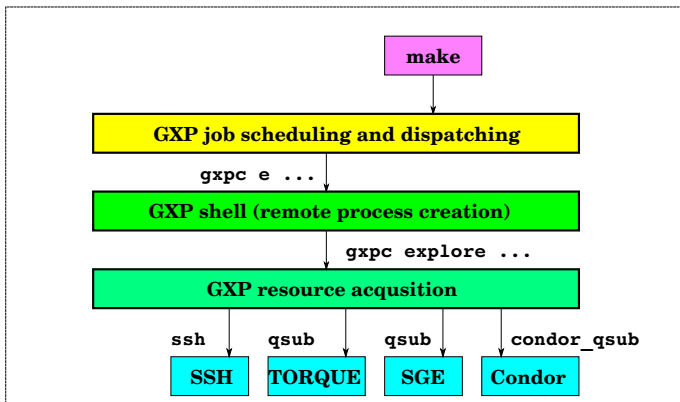 make
GXP job scheduling and dispatching
gxpc e ...
GXP shell (remote process creation)
gxpc explore ...
GXP resource acqusition
ssh qsub qsub condor_qsub
SSH TORQUE SGE Condor